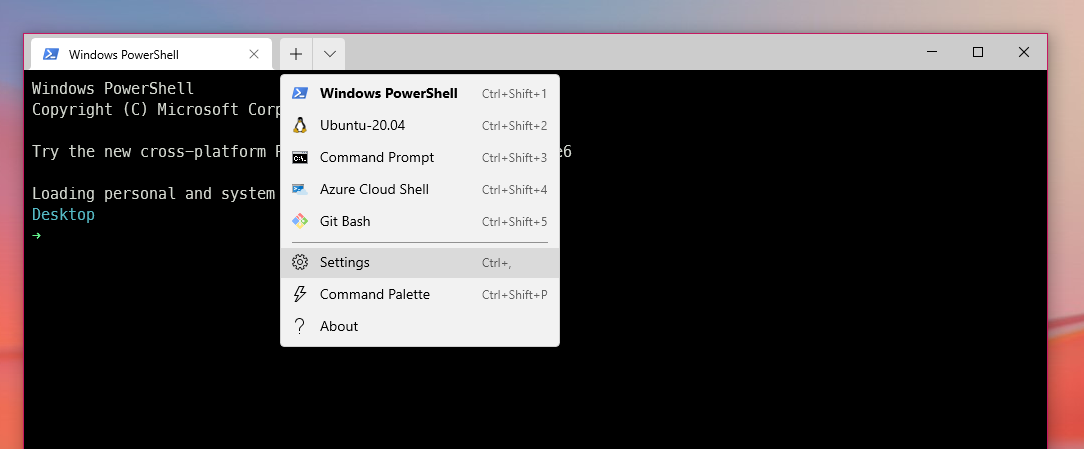 Windows PowerShell
Windows PowerShell
Copyright (C) Microsoft Corp
Try the new cross-platform P
e6
Loading personal and system
Desktop
→
Windows PowerShell Ctrl+Shift+1
Ubuntu-20.04 Ctrl+Shift+2
Command Prompt Ctrl+Shift+3
Azure Cloud Shell Ctrl+Shift+4
Git Bash Ctrl+Shift+5
Settings Ctrl+,
Command Palette Ctrl+Shift+P
About